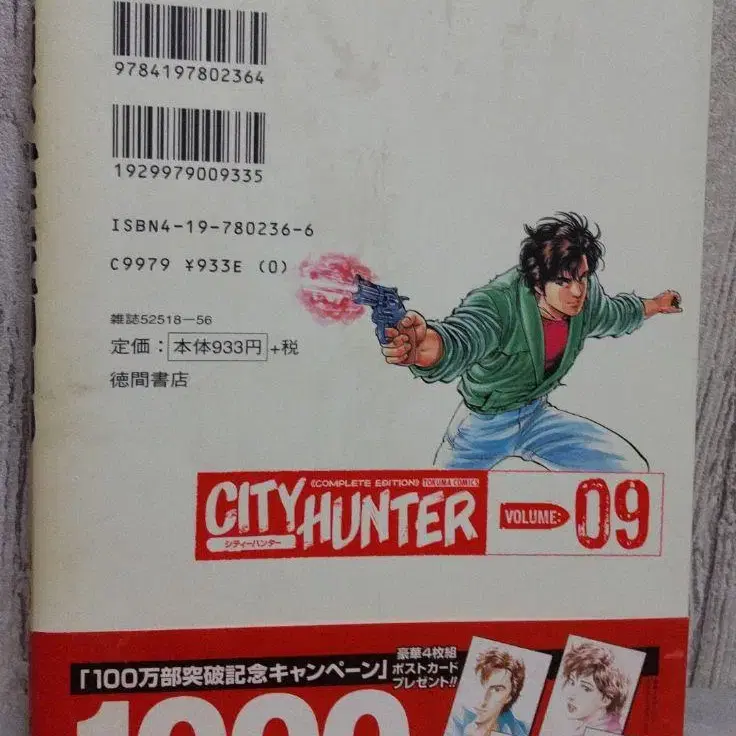 9784197802364
1929979009335
ISBN4-19-780236-6
C9979 ¥933E (0)
雑誌52518-56
定価：本体933円+税
徳間書店
《COMPLETE EDITION》 TOKUMA COMICS
CITY HUNTER
シティーハンター
VOLUME: 09
「100万部突破記念キャンペーン」
豪華4枚組
ポストカード
プレゼント!!
1000